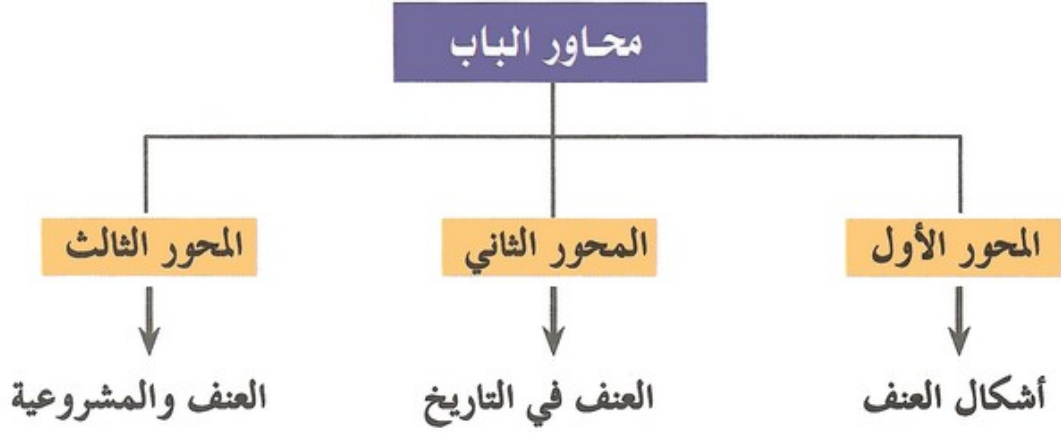 محاور الباب
المحور الأول
المحور الثاني
المحور الثالث
أشكال العنف
العنف في التاريخ
العنف والمشروعية